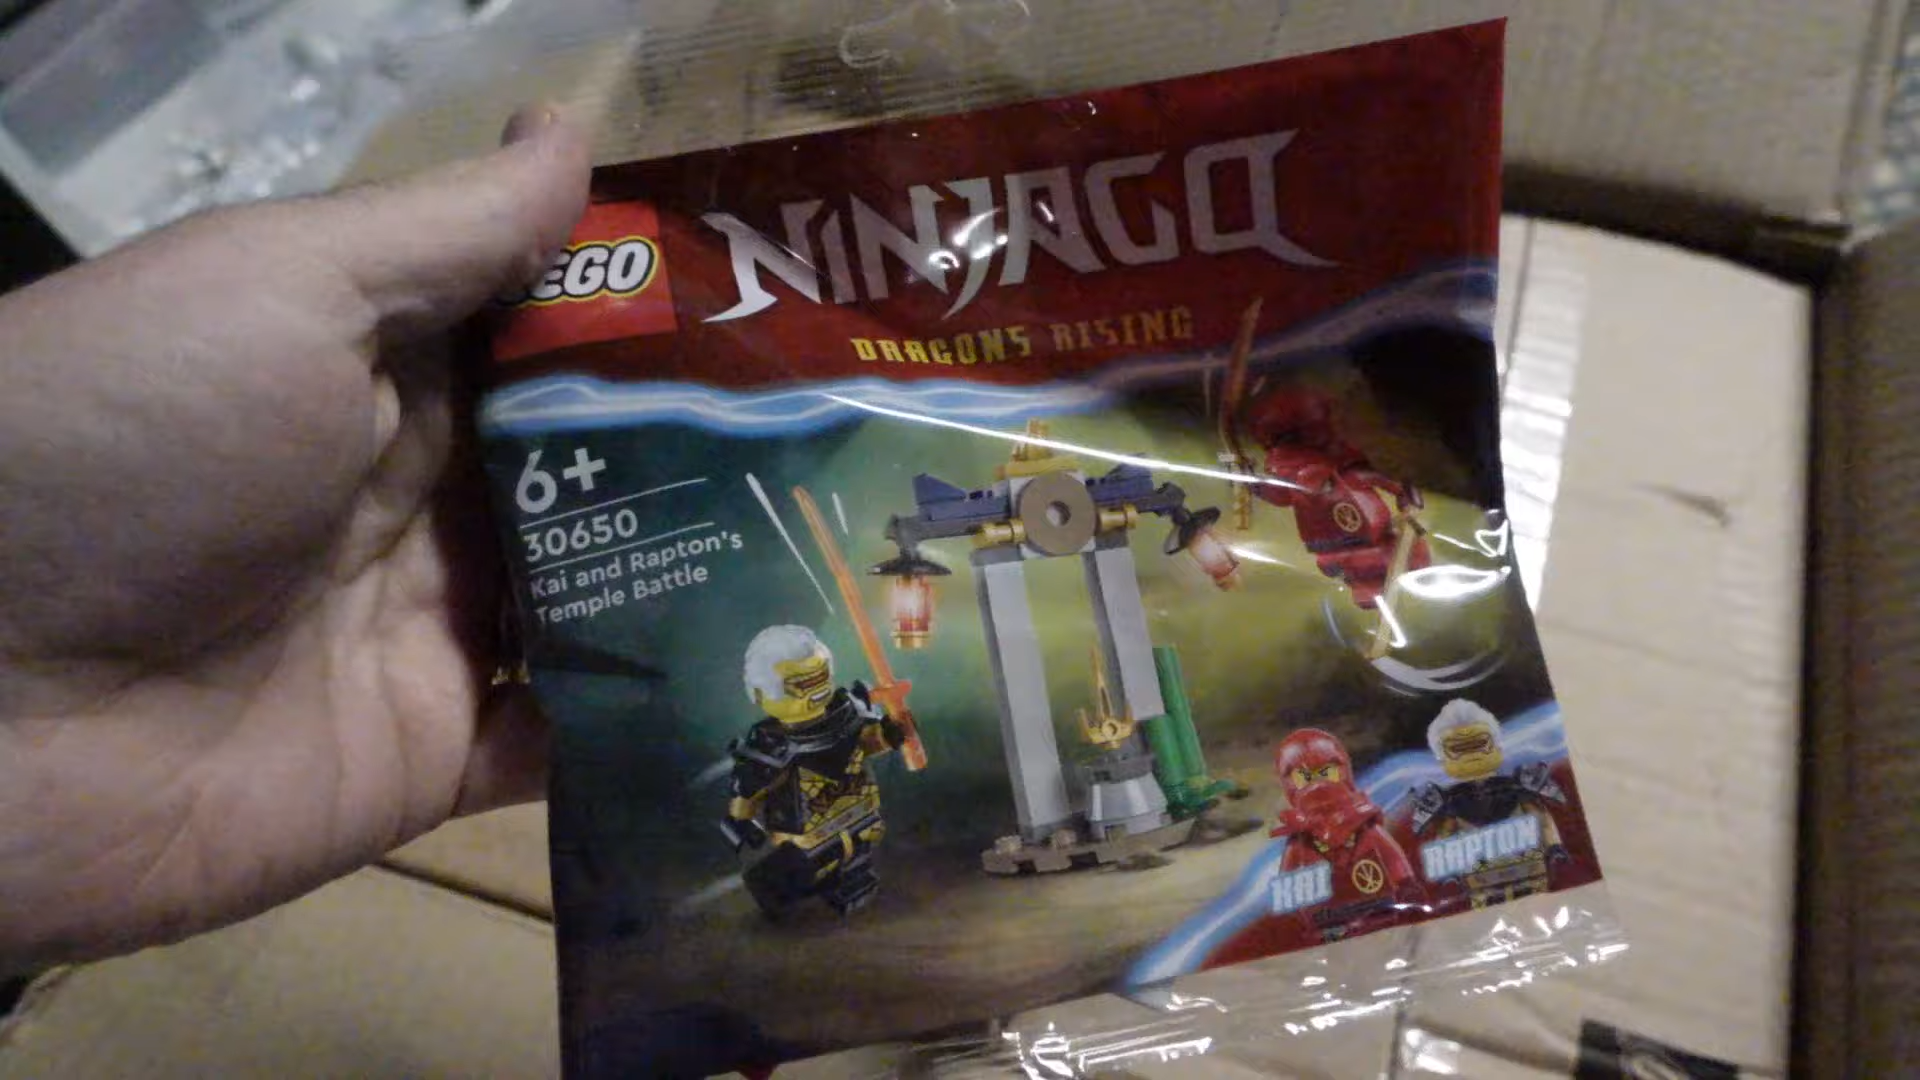 LEGO
NINJAGO
DRAGONS RISING
6+
30650
Kai and Rapton's
Temple Battle
KAI
RAPTON